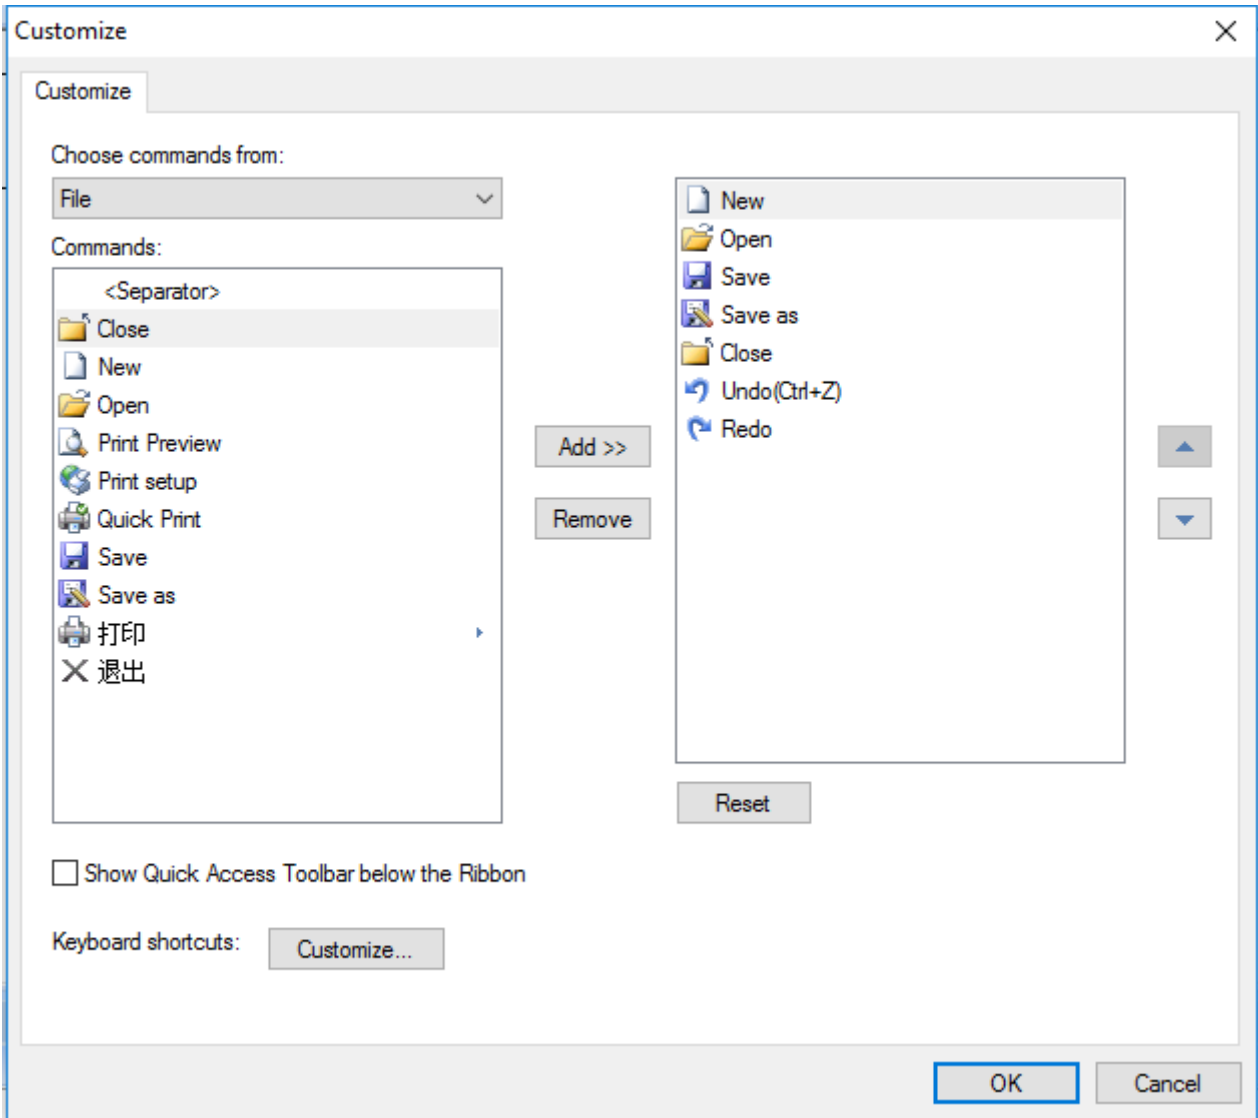 Customize
Customize
Choose commands from:
File
Commands:
<Separator>
Close
New
Open
Print Preview
Print setup
Quick Print
Save
Save as
打印
退出
Add >>
Remove
New
Open
Save
Save as
Close
Undo(Ctrl+Z)
Redo
Reset
Show Quick Access Toolbar below the Ribbon
Keyboard shortcuts:
Customize...
OK
Cancel